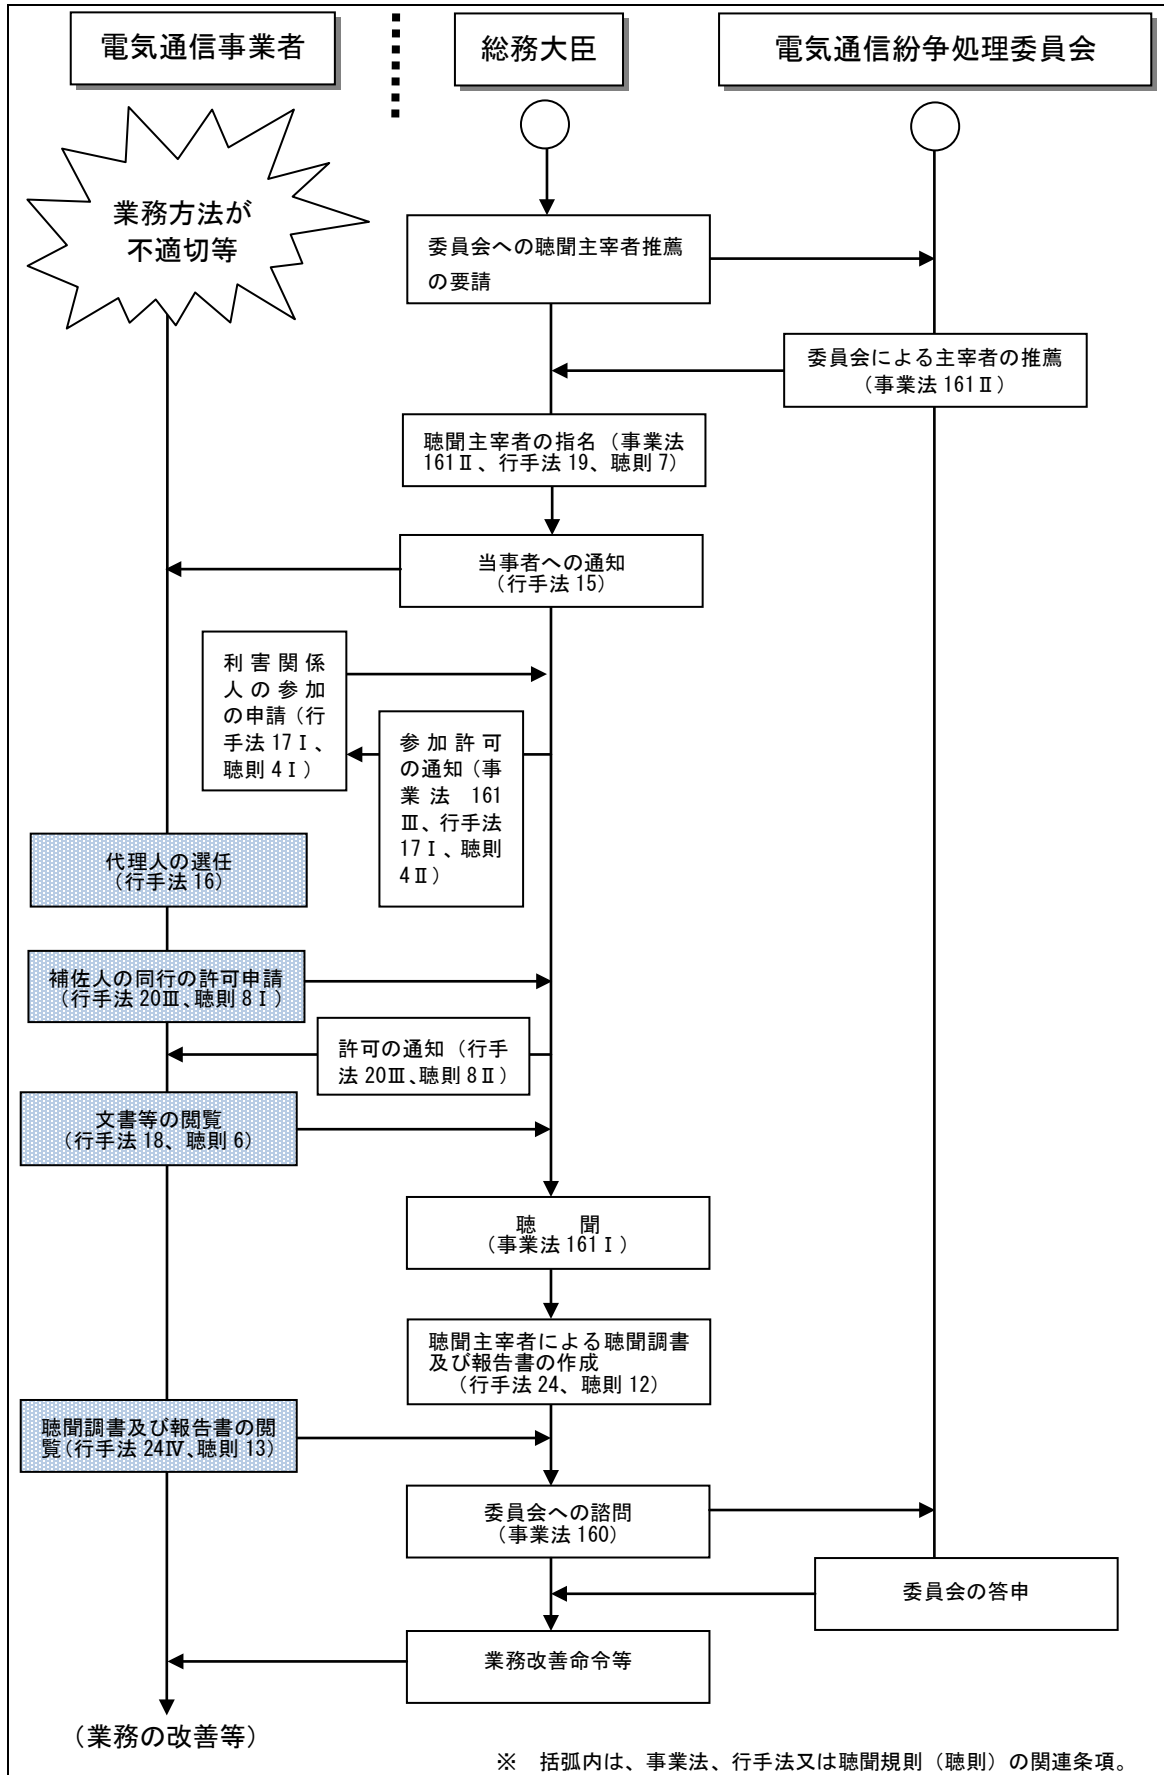 電気通信事業者
総務大臣
電気通信紛争処理委員会
業務方法が
不適切等
委員会への聴聞主宰者推薦
の要請
委員会による主宰者の推薦
（事業法 161Ⅱ）
聴聞主宰者の指名（事業法
161Ⅱ、行手法 19、聴則 7）
当事者への通知
（行手法 15）
利害関係
人の参加
の申請（行
手法 17Ⅰ、
聴則 4Ⅰ）
参加許可
の通知（事
業法 161
Ⅲ、行手法
17Ⅰ、聴則
4Ⅱ）
代理人の選任
（行手法 16）
補佐人の同行の許可申請
（行手法 20Ⅲ、聴則 8Ⅰ）
許可の通知（行手
法 20Ⅲ、聴則 8Ⅱ）
文書等の閲覧
（行手法 18、聴則 6）
聴　　聞
（事業法 161Ⅰ）
聴聞主宰者による聴聞調書
及び報告書の作成
（行手法 24、聴則 12）
聴聞調書及び報告書の閲
覧（行手法 24Ⅳ、聴則 13）
委員会への諮問
（事業法 160）
委員会の答申
業務改善命令等
（業務の改善等）
※　括弧内は、事業法、行手法又は聴聞規則（聴則）の関連条項。